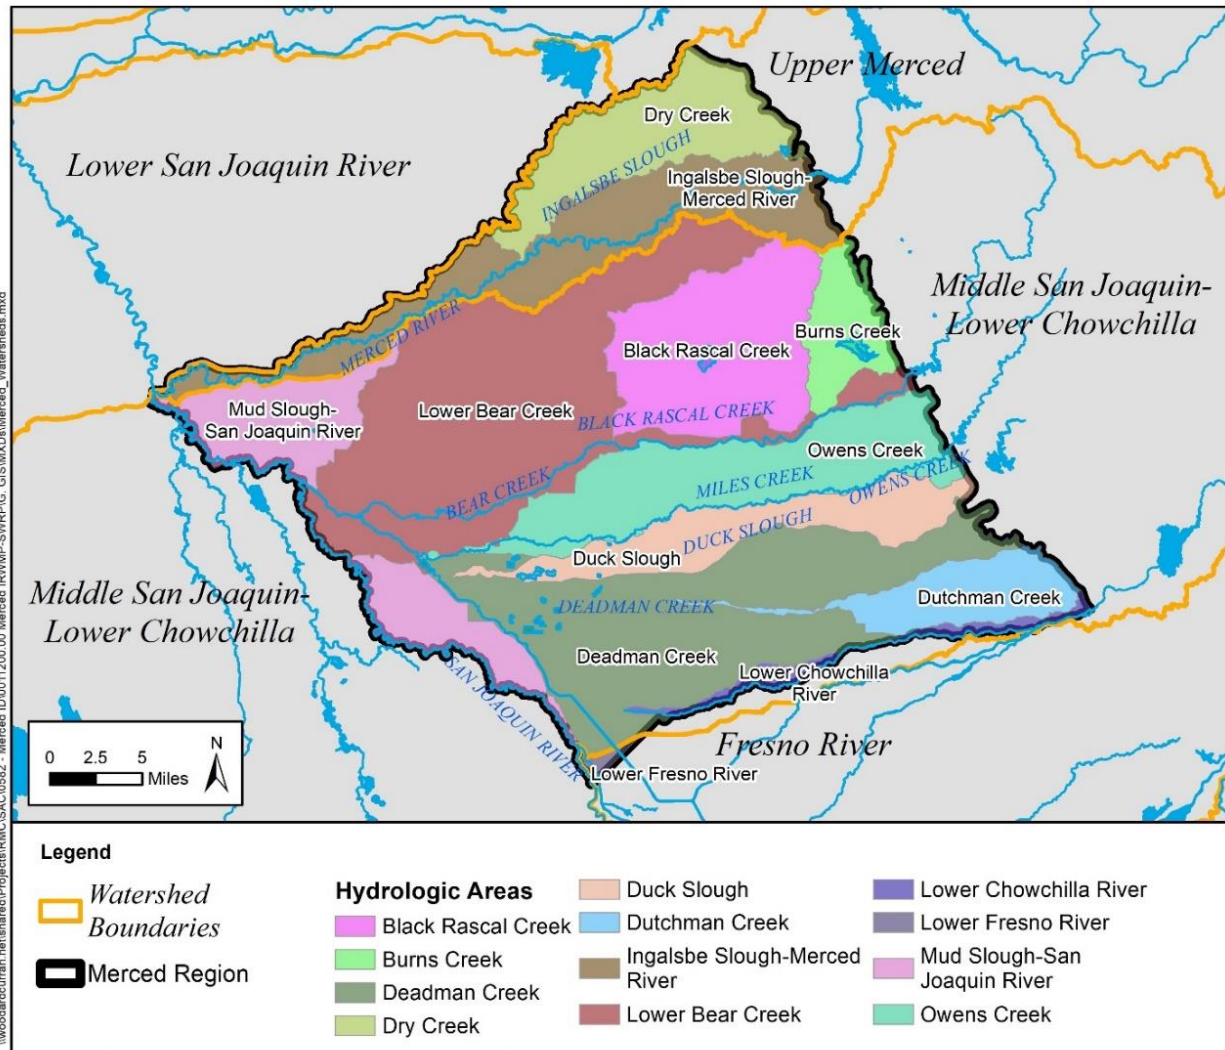 Upper Merced
Dry Creek
Lower San Joaquin River
INGALSBE SLOUGH
Ingalsbe Slough-
Merced River
Middle San Joaquin-
Lower Chowchilla
MERCED RIVER
Burns Creek
Black Rascal Creek
Mud Slough-
San Joaquin River
Lower Bear Creek
BLACK RASCAL CREEK
Owens Creek
BEAR CREEK
MILES CREEK
OWENS CREEK
DUCK SLOUGH
Duck Slough
Middle San Joaquin-
Lower Chowchilla
DEADMAN CREEK
Dutchman Creek
Deadman Creek
Lower Chowchilla
River
SAN JOAQUIN RIVER
Fresno River
Lower Fresno River
N
0 2.5 5
Miles
Legend
Watershed
Boundaries
Merced Region
Hydrologic Areas
Black Rascal Creek
Burns Creek
Deadman Creek
Dry Creek
Duck Slough
Dutchman Creek
Ingalsbe Slough-Merced
River
Lower Bear Creek
Lower Chowchilla River
Lower Fresno River
Mud Slough-San
Joaquin River
Owens Creek